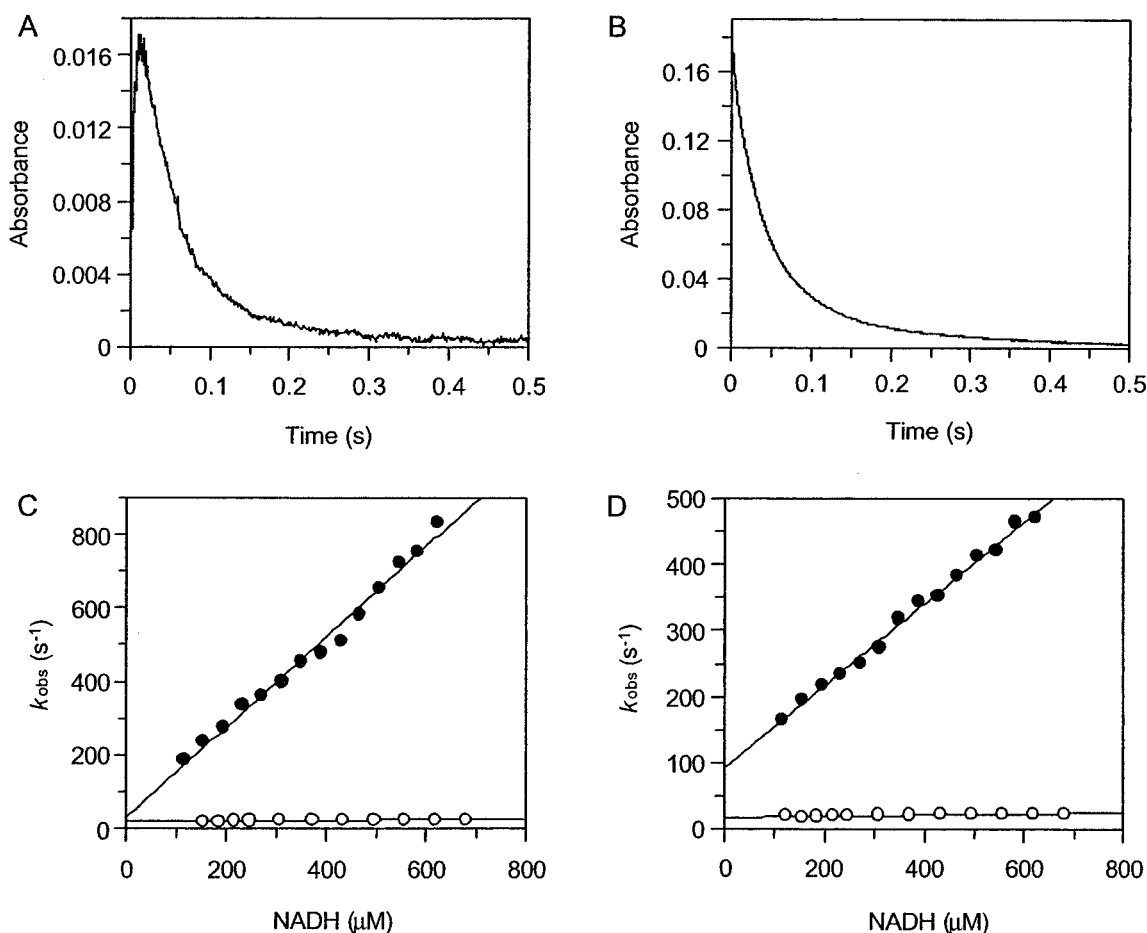 A
Absorbance
0.016
0.012
0.008
0.004
0
0 0.1 0.2 0.3 0.4 0.5
Time (s)
B
Absorbance
0.16
0.12
0.08
0.04
0
0 0.1 0.2 0.3 0.4 0.5
Time (s)
C
kobs (s-1)
800
600
400
200
0
0 200 400 600 800
NADH (μM)
D
kobs (s-1)
500
400
300
200
100
0
0 200 400 600 800
NADH (μM)